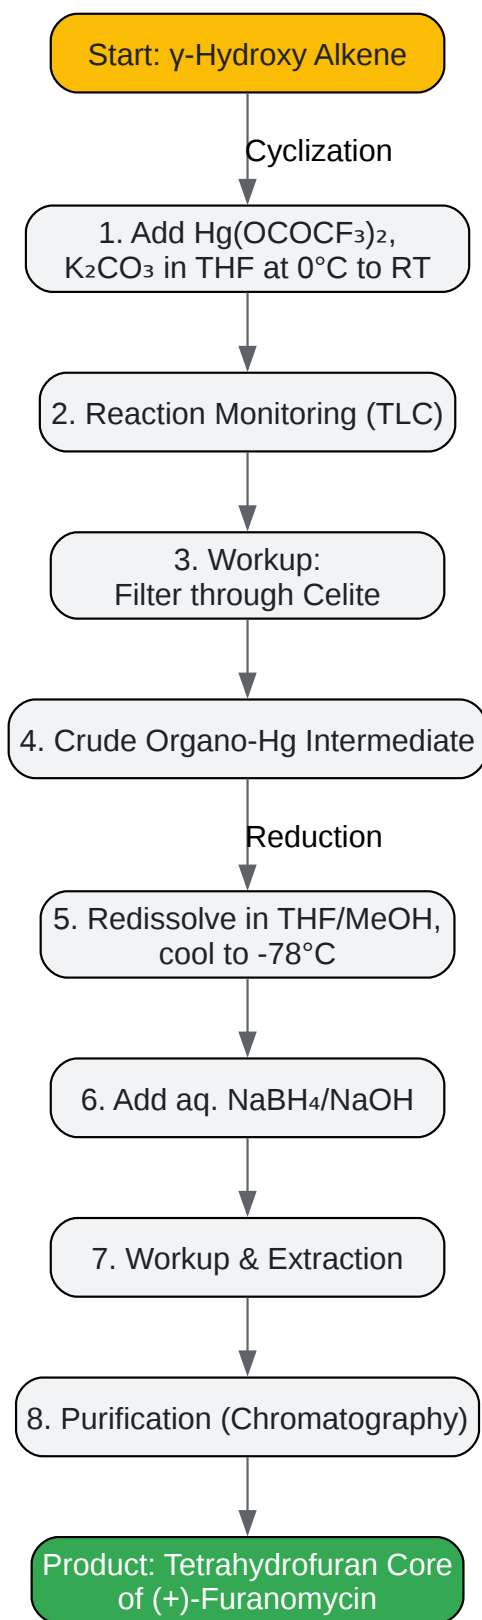 Start: γ-Hydroxy Alkene
Cyclization
1. Add Hg(OCOCF₃)₂,
K₂CO₃ in THF at 0°C to RT
2. Reaction Monitoring (TLC)
3. Workup:
Filter through Celite
4. Crude Organo-Hg Intermediate
Reduction
5. Redissolve in THF/MeOH,
cool to -78°C
6. Add aq. NaBH₄/NaOH
7. Workup & Extraction
8. Purification (Chromatography)
Product: Tetrahydrofuran Core
of (+)-Furanomycin